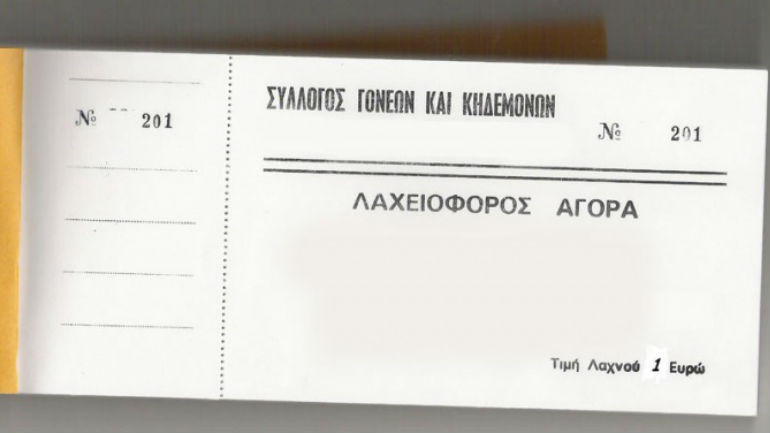 № 201
ΣΥΛΛΟΓΟΣ ΓΟΝΕΩΝ ΚΑΙ ΚΗΔΕΜΟΝΩΝ
№ 201
ΛΑΧΕΙΟΦΟΡΟΣ ΑΓΟΡΑ
Τιμή Λαχνού 1 Ευρώ